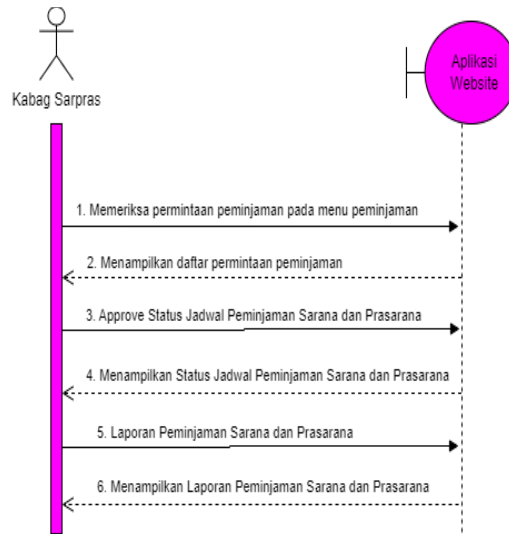 Kabag Sarpras
Aplikasi
Website
1. Memeriksa permintaan peminjaman pada menu peminjaman
2. Menampilkan daftar permintaan peminjaman
3. Approve Status Jadwal Peminjaman Sarana dan Prasarana
4. Menampilkan Status Jadwal Peminjaman Sarana dan Prasarana
5. Laporan Peminjaman Sarana dan Prasarana
6. Menampilkan Laporan Peminjaman Sarana dan Prasarana